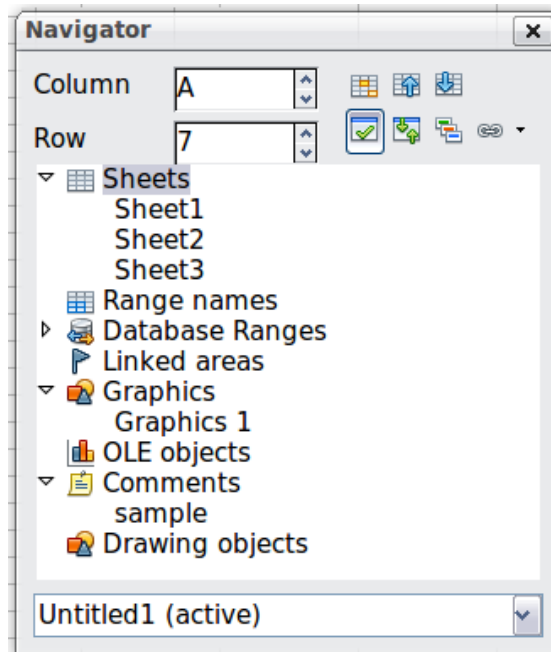 Navigator
Column A
Row 7
Sheets
Sheet1
Sheet2
Sheet3
Range names
Database Ranges
Linked areas
Graphics
Graphics 1
OLE objects
Comments
sample
Drawing objects
Untitled1 (active)